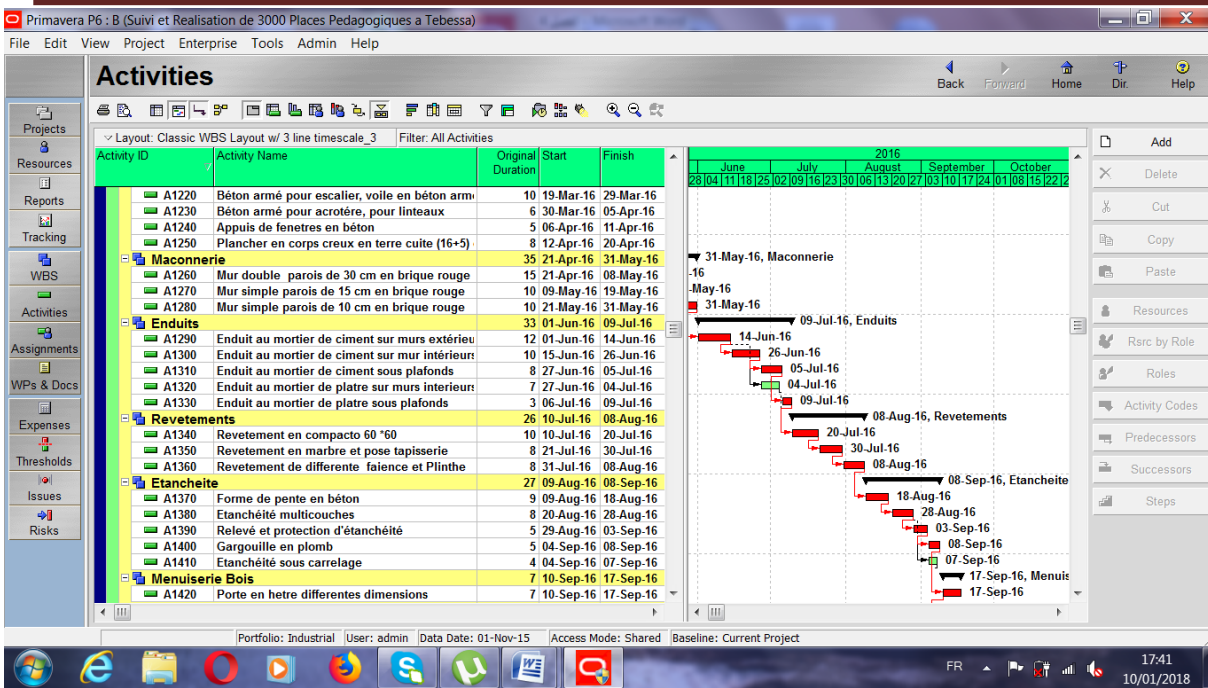 Primavera P6 : B (Suivi et Realisation de 3000 Places Pedagogiques a Tebessa)
File Edit View Project Enterprise Tools Admin Help
Activities
Back Forward Home Dir. Help
Layout: Classic WBS Layout w/ 3 line timescale_3 Filter: All Activities
Activity ID Activity Name Original Duration Start Finish
2016
June July August September October
28 04 11 18 25 02 09 16 23 30 06 13 20 27 03 10 17 24 01 08 15 22 2
A1220 Béton armé pour escalier, voile en béton arm 10 19-Mar-16 29-Mar-16
A1230 Béton armé pour acrotére, pour linteaux 6 30-Mar-16 05-Apr-16
A1240 Appuis de fenetres en béton 5 06-Apr-16 11-Apr-16
A1250 Plancher en corps creux en terre cuite (16+5) 8 12-Apr-16 20-Apr-16
Maconnerie 35 21-Apr-16 31-May-16 31-May-16, Maconnerie
A1260 Mur double parois de 30 cm en brique rouge 15 21-Apr-16 08-May-16 -16
A1270 Mur simple parois de 15 cm en brique rouge 10 09-May-16 19-May-16 -May-16
A1280 Mur simple parois de 10 cm en brique rouge 10 21-May-16 31-May-16 31-May-16
Enduits 33 01-Jun-16 09-Jul-16 09-Jul-16, Enduits
A1290 Enduit au mortier de ciment sur murs extérieu 12 01-Jun-16 14-Jun-16 14-Jun-16
A1300 Enduit au mortier de ciment sur mur intérieurs 10 15-Jun-16 26-Jun-16 26-Jun-16
A1310 Enduit au mortier de ciment sous plafonds 8 27-Jun-16 05-Jul-16 05-Jul-16
A1320 Enduit au mortier de platre sur murs interieurs 7 27-Jun-16 04-Jul-16 04-Jul-16
A1330 Enduit au mortier de platre sous plafonds 3 06-Jul-16 09-Jul-16 09-Jul-16
Revetements 26 10-Jul-16 08-Aug-16 08-Aug-16, Revetements
A1340 Revetement en compacto 60 *60 10 10-Jul-16 20-Jul-16 20-Jul-16
A1350 Revetement en marbre et pose tapisserie 8 21-Jul-16 30-Jul-16 30-Jul-16
A1360 Revetement de differente faience et Plinthe 8 31-Jul-16 08-Aug-16 08-Aug-16
Etancheite 27 09-Aug-16 08-Sep-16 08-Sep-16, Etancheite
A1370 Forme de pente en béton 9 09-Aug-16 18-Aug-16 18-Aug-16
A1380 Etanchéité multicouches 8 20-Aug-16 28-Aug-16 28-Aug-16
A1390 Relevé et protection d'étanchéité 5 29-Aug-16 03-Sep-16 03-Sep-16
A1400 Gargouille en plomb 5 04-Sep-16 08-Sep-16 08-Sep-16
A1410 Etanchéité sous carrelage 4 04-Sep-16 07-Sep-16 07-Sep-16
Menuiserie Bois 7 10-Sep-16 17-Sep-16 17-Sep-16, Menuis
A1420 Porte en hetre differentes dimensions 7 10-Sep-16 17-Sep-16 17-Sep-16
Projects
Resources
Reports
Tracking
WBS
Activities
Assignments
WPs & Docs
Expenses
Thresholds
Issues
Risks
Add
Delete
Cut
Copy
Paste
Resources
Rsrc by Role
Roles
Activity Codes
Predecessors
Successors
Steps
Portfolio: Industrial User: admin Data Date: 01-Nov-15 Access Mode: Shared Baseline: Current Project
FR 17:41
10/01/2018